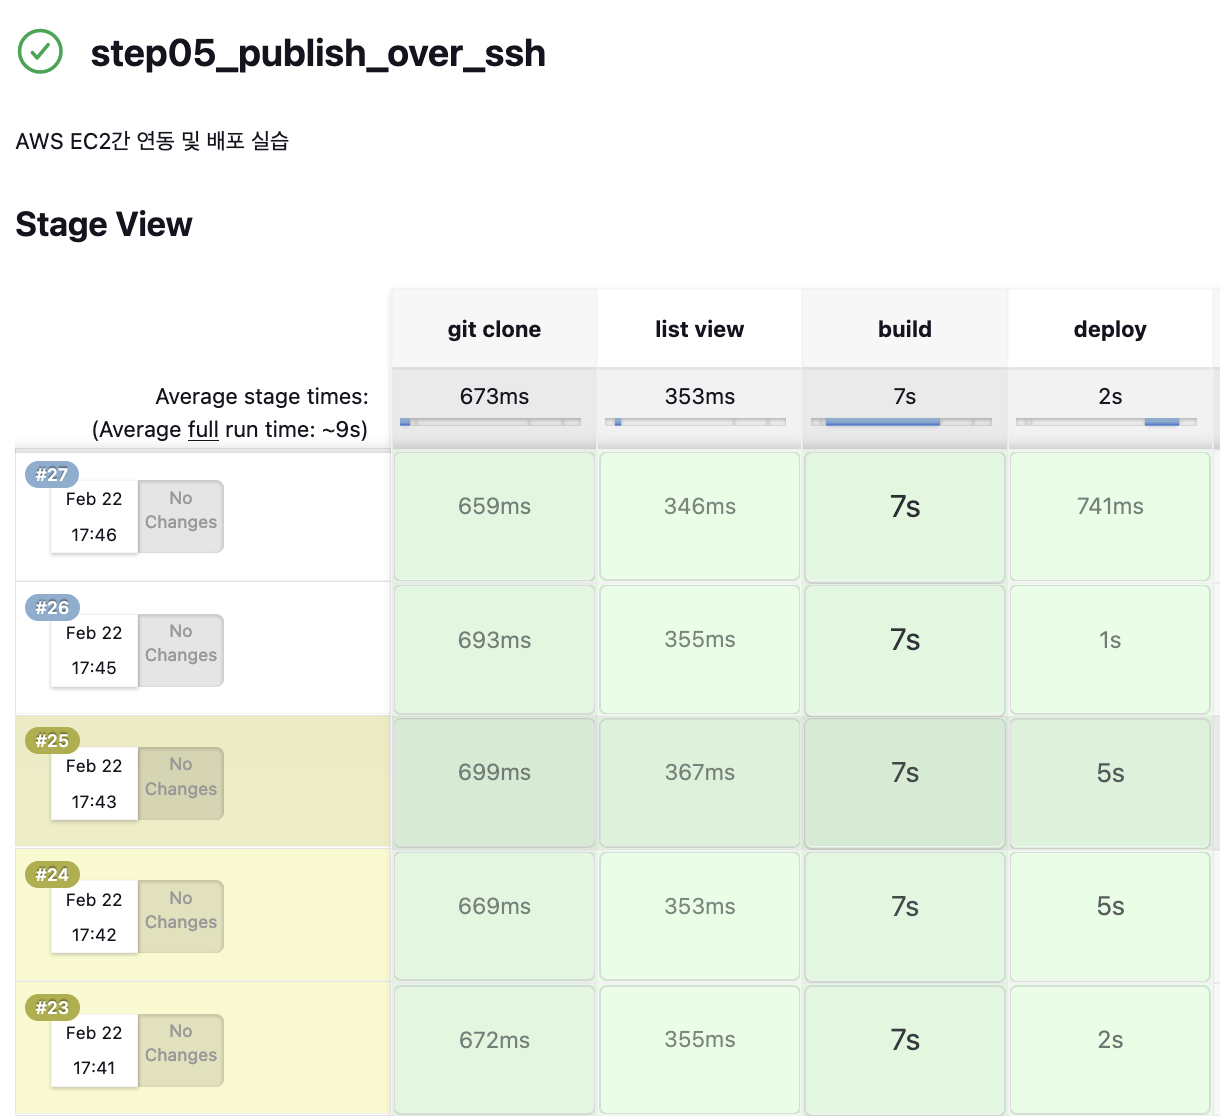 step05_publish_over_ssh
AWS EC2간 연동 및 배포 실습
Stage View
git clone list view build deploy
Average stage times: 673ms 353ms 7s 2s
(Average full run time: ~9s)
#27
Feb 22 No Changes 659ms 346ms 7s 741ms
17:46
#26
Feb 22 No Changes 693ms 355ms 7s 1s
17:45
#25
Feb 22 No Changes 699ms 367ms 7s 5s
17:43
#24
Feb 22 No Changes 669ms 353ms 7s 5s
17:42
#23
Feb 22 No Changes 672ms 355ms 7s 2s
17:41